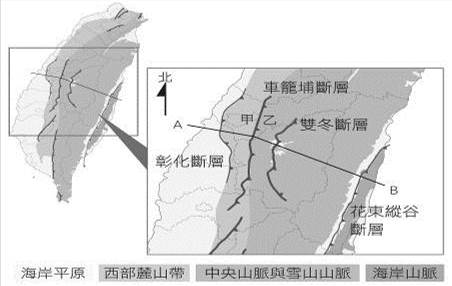 北
車籠埔斷層
A
甲
乙
雙冬斷層
彰化斷層
B
花東縱谷
斷層
海岸平原
西部麓山帶
中央山脈與雪山山脈
海岸山脈